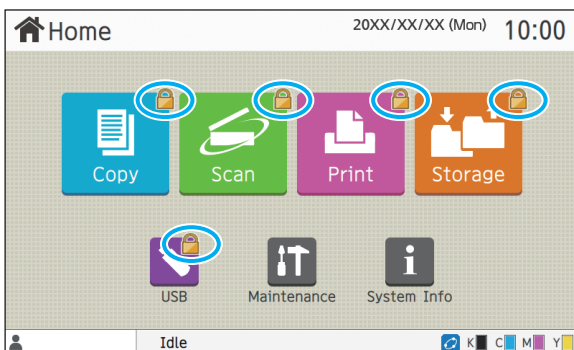 Home 20XX/XX/XX (Mon) 10:00
Copy Scan Print Storage
USB Maintenance System Info
Idle K C M Y